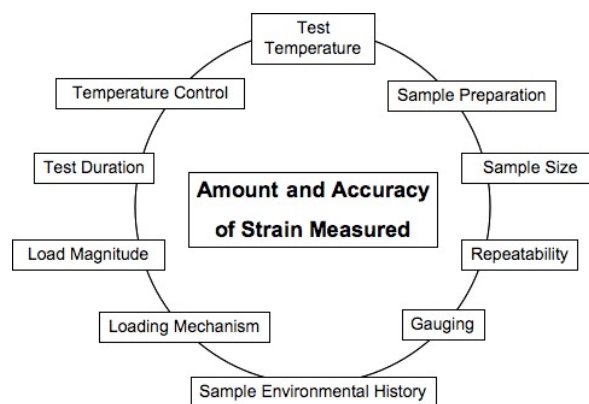 Test
Temperature
Temperature Control
Sample Preparation
Test Duration
Sample Size
Amount and Accuracy
of Strain Measured
Load Magnitude
Repeatability
Loading Mechanism
Gauging
Sample Environmental History